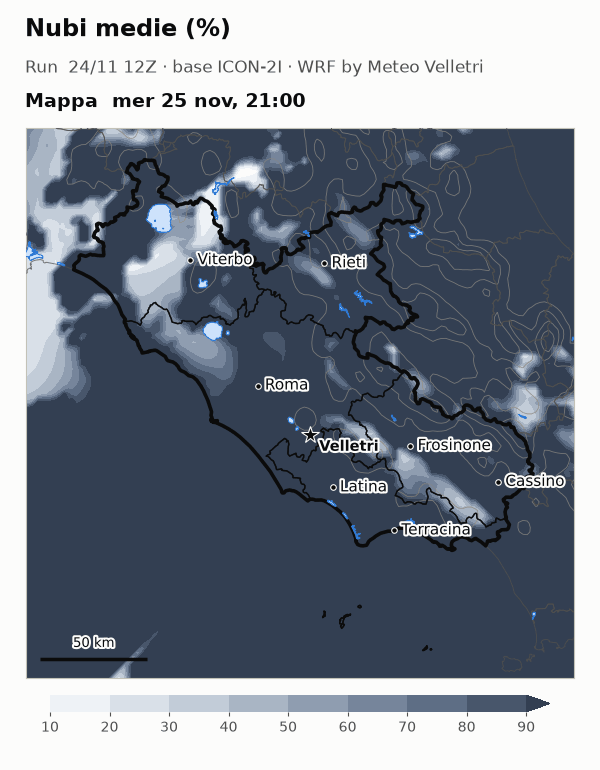 Nubi medie (%)
Run  24/11 12Z · base ICON-2I · WRF by Meteo Velletri
Mappa  mer 25 nov, 21:00
Viterbo
Rieti
Roma
Velletri
Frosinone
Cassino
Latina
Terracina
50 km
10 20 30 40 50 60 70 80 90